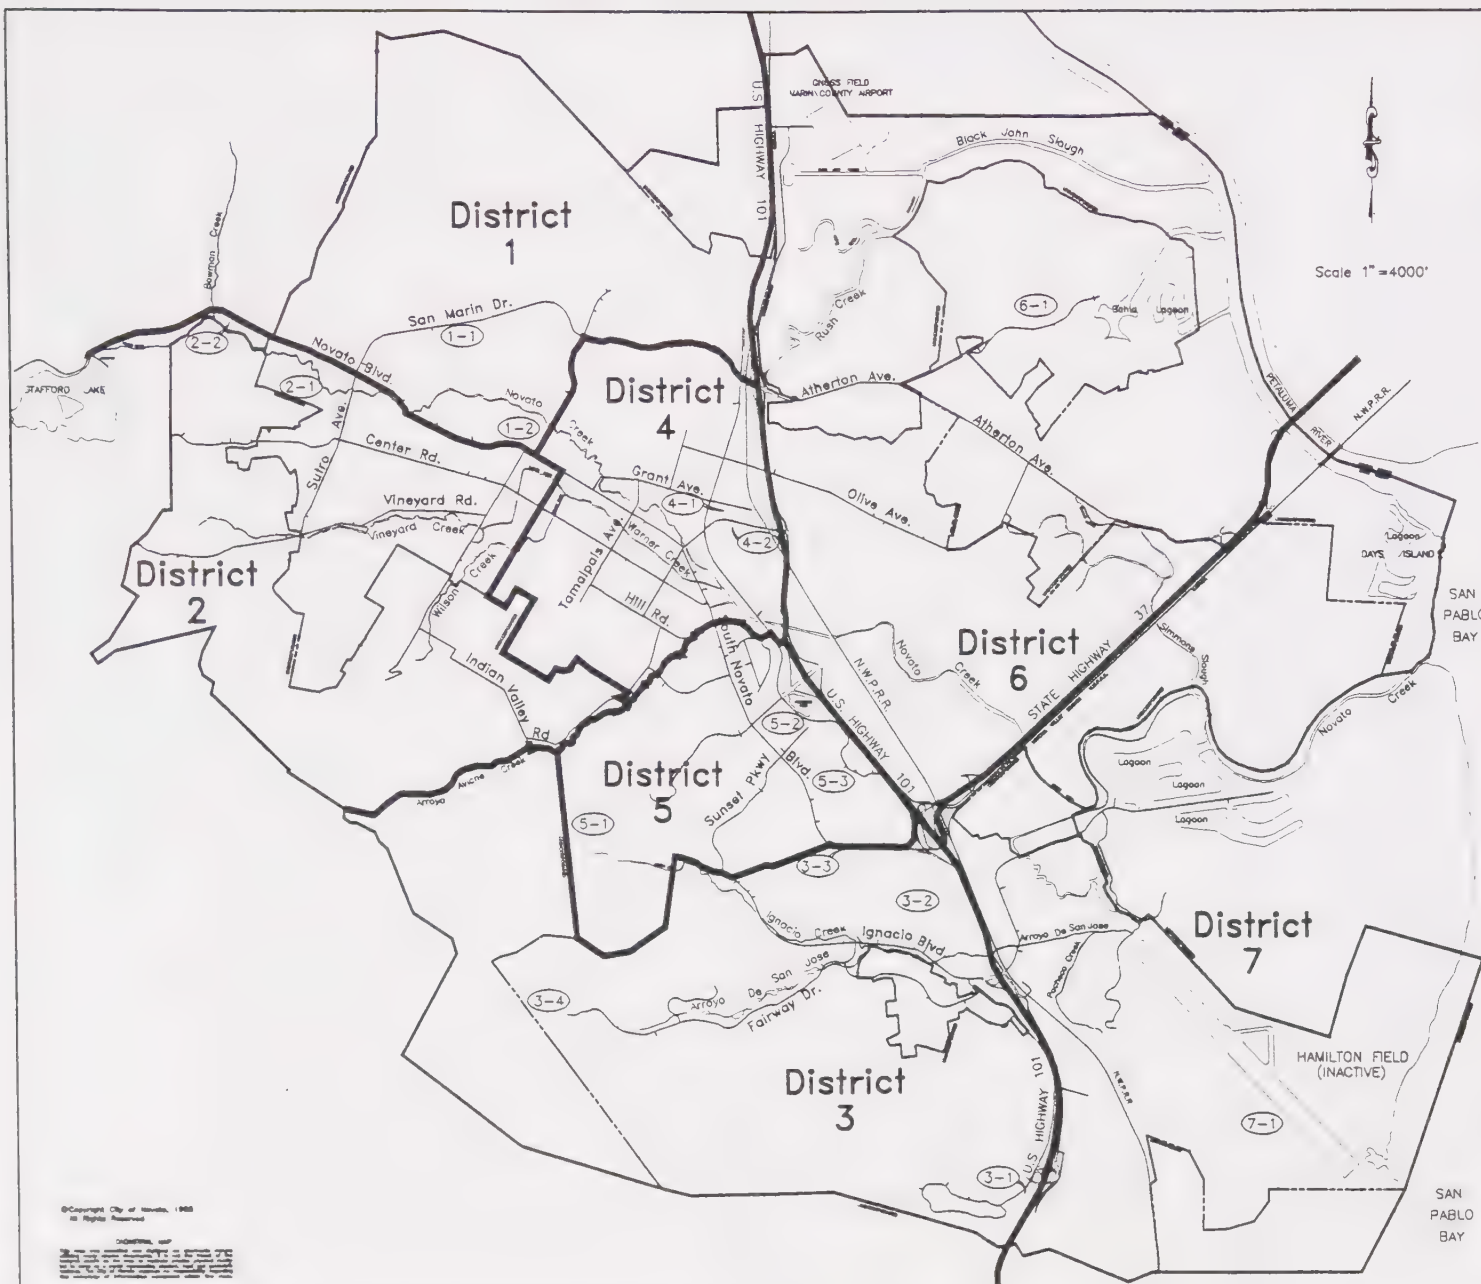 GNOSS FIELD
MARIN COUNTY AIRPORT
U.S. HIGHWAY 101
Black John Slough
District
1
Bowman Creek
Scale 1"=4000'
San Marin Dr.
1-1
Rush Creek
6-1
Bahia Lagoon
2-2
Novato Blvd.
STAFFORD LAKE
2-1
District
4
Atherton Ave.
PETALUMA RIVER
N.W.P.R.R.
Novato Creek
1-2
Sutro Ave.
Center Rd.
Atherton Ave.
Grant Ave.
4-1
Olive Ave.
Vineyard Rd.
Vineyard Creek
Warner Creek
4-2
Lagoon
DAYS ISLAND
District
2
Wilson Creek
Tamalpais Ave.
Hill Rd.
SAN
PABLO
BAY
District
6
STATE HIGHWAY 37
Simmons Slough
South Novato Blvd.
N.W.P.R.R.
Novato Creek
Indian Valley Rd
U.S. HIGHWAY 101
5-2
Novato Creek
Arroyo Avichi Creek
District
5
Sunset Pkwy
5-3
Lagoon
Lagoon
Lagoon
5-1
3-3
3-2
Ignacio Creek
Ignacio Blvd
Arroyo De San Jose
District
7
Pacheco Creek
3-4
Arroyo De San Jose
Fairway Dr.
District
3
U.S HIGHWAY 101
N.W.P.R.R
HAMILTON FIELD
(INACTIVE)
7-1
3-1
SAN
PABLO
BAY
©Copyright City of Novato,
All Rights Reserved